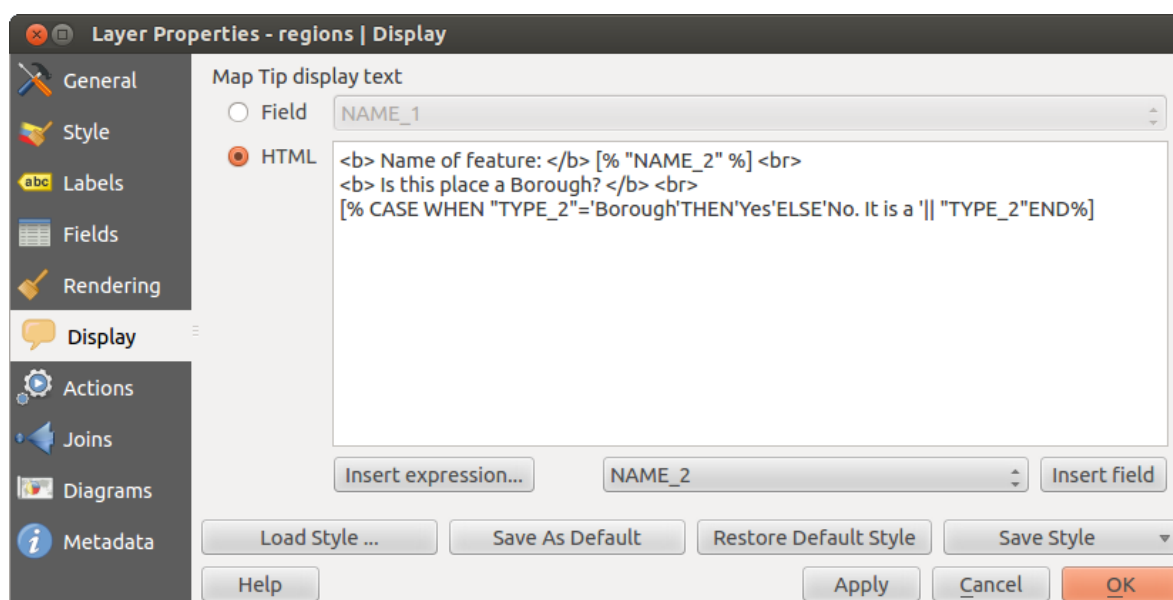 Layer Properties - regions | Display
General
Style
abc Labels
Fields
Rendering
Display
Actions
Joins
Diagrams
Metadata
Map Tip display text
Field NAME_1
HTML
<b> Name of feature: </b> [% "NAME_2" %] <br>
<b> Is this place a Borough? </b> <br>
[% CASE WHEN "TYPE_2"='Borough'THEN'Yes'ELSE'No. It is a '|| "TYPE_2"END%]
Insert expression... NAME_2 Insert field
Load Style ... Save As Default Restore Default Style Save Style
Help Apply Cancel OK